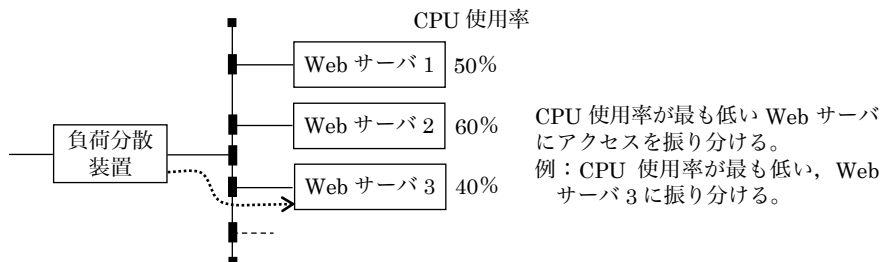 CPU 使用率
Web サーバ 1 50%
負荷分散
装置
Web サーバ 2 60%
Web サーバ 3 40%
CPU 使用率が最も低い Web サーバ
にアクセスを振り分ける。
例：CPU 使用率が最も低い，Web
サーバ 3 に振り分ける。